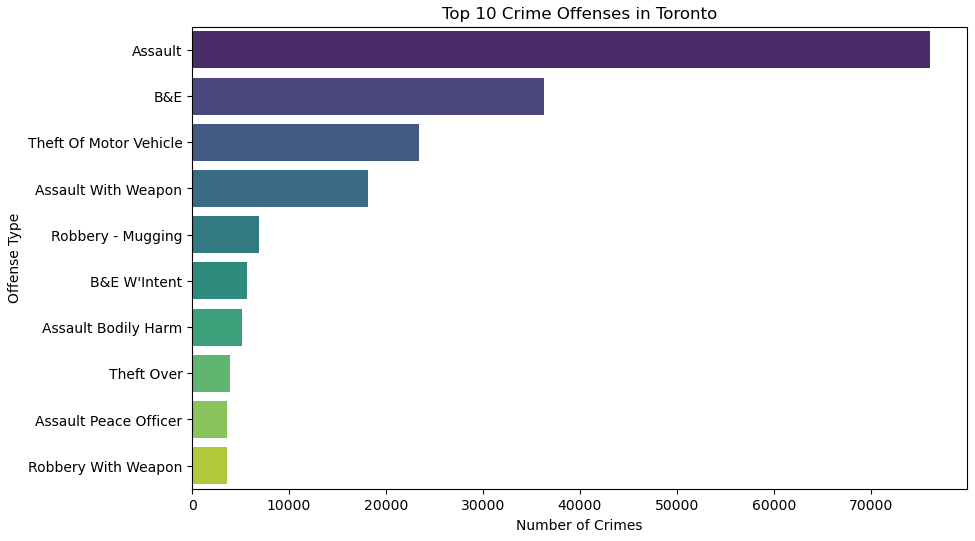 Top 10 Crime Offenses in Toronto
Offense Type
Assault
B&E
Theft Of Motor Vehicle
Assault With Weapon
Robbery - Mugging
B&E W'Intent
Assault Bodily Harm
Theft Over
Assault Peace Officer
Robbery With Weapon
0 10000 20000 30000 40000 50000 60000 70000
Number of Crimes